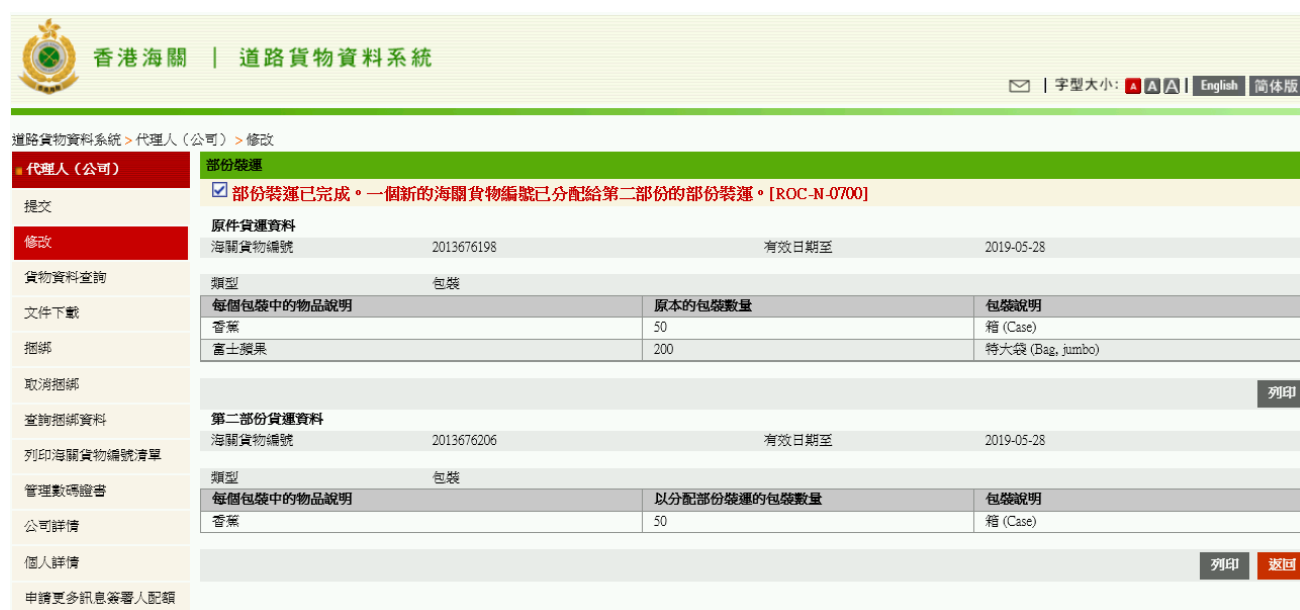 香港海關 | 道路貨物資料系統
| 字型大小: A A A | English 简体版
道路貨物資料系統 > 代理人（公司）> 修改
代理人（公司）
提交
修改
貨物資料查詢
文件下載
捆綁
取消捆綁
查詢捆綁資料
列印海關貨物編號清單
管理數碼證書
公司詳情
個人詳情
申請更多訊息簽署人配額
部份裝運
部份裝運已完成。一個新的海關貨物編號已分配給第二部份的部份裝運。[ROC-N-0700]
原件貨運資料
海關貨物編號 2013676198 有效日期至 2019-05-28
類型 包裝
每個包裝中的物品說明 原本的包裝數量 包裝說明
香蕉 50 箱 (Case)
富士蘋果 200 特大袋 (Bag, jumbo)
列印
第二部份貨運資料
海關貨物編號 2013676206 有效日期至 2019-05-28
類型 包裝
每個包裝中的物品說明 以分配部份裝運的包裝數量 包裝說明
香蕉 50 箱 (Case)
列印 返回